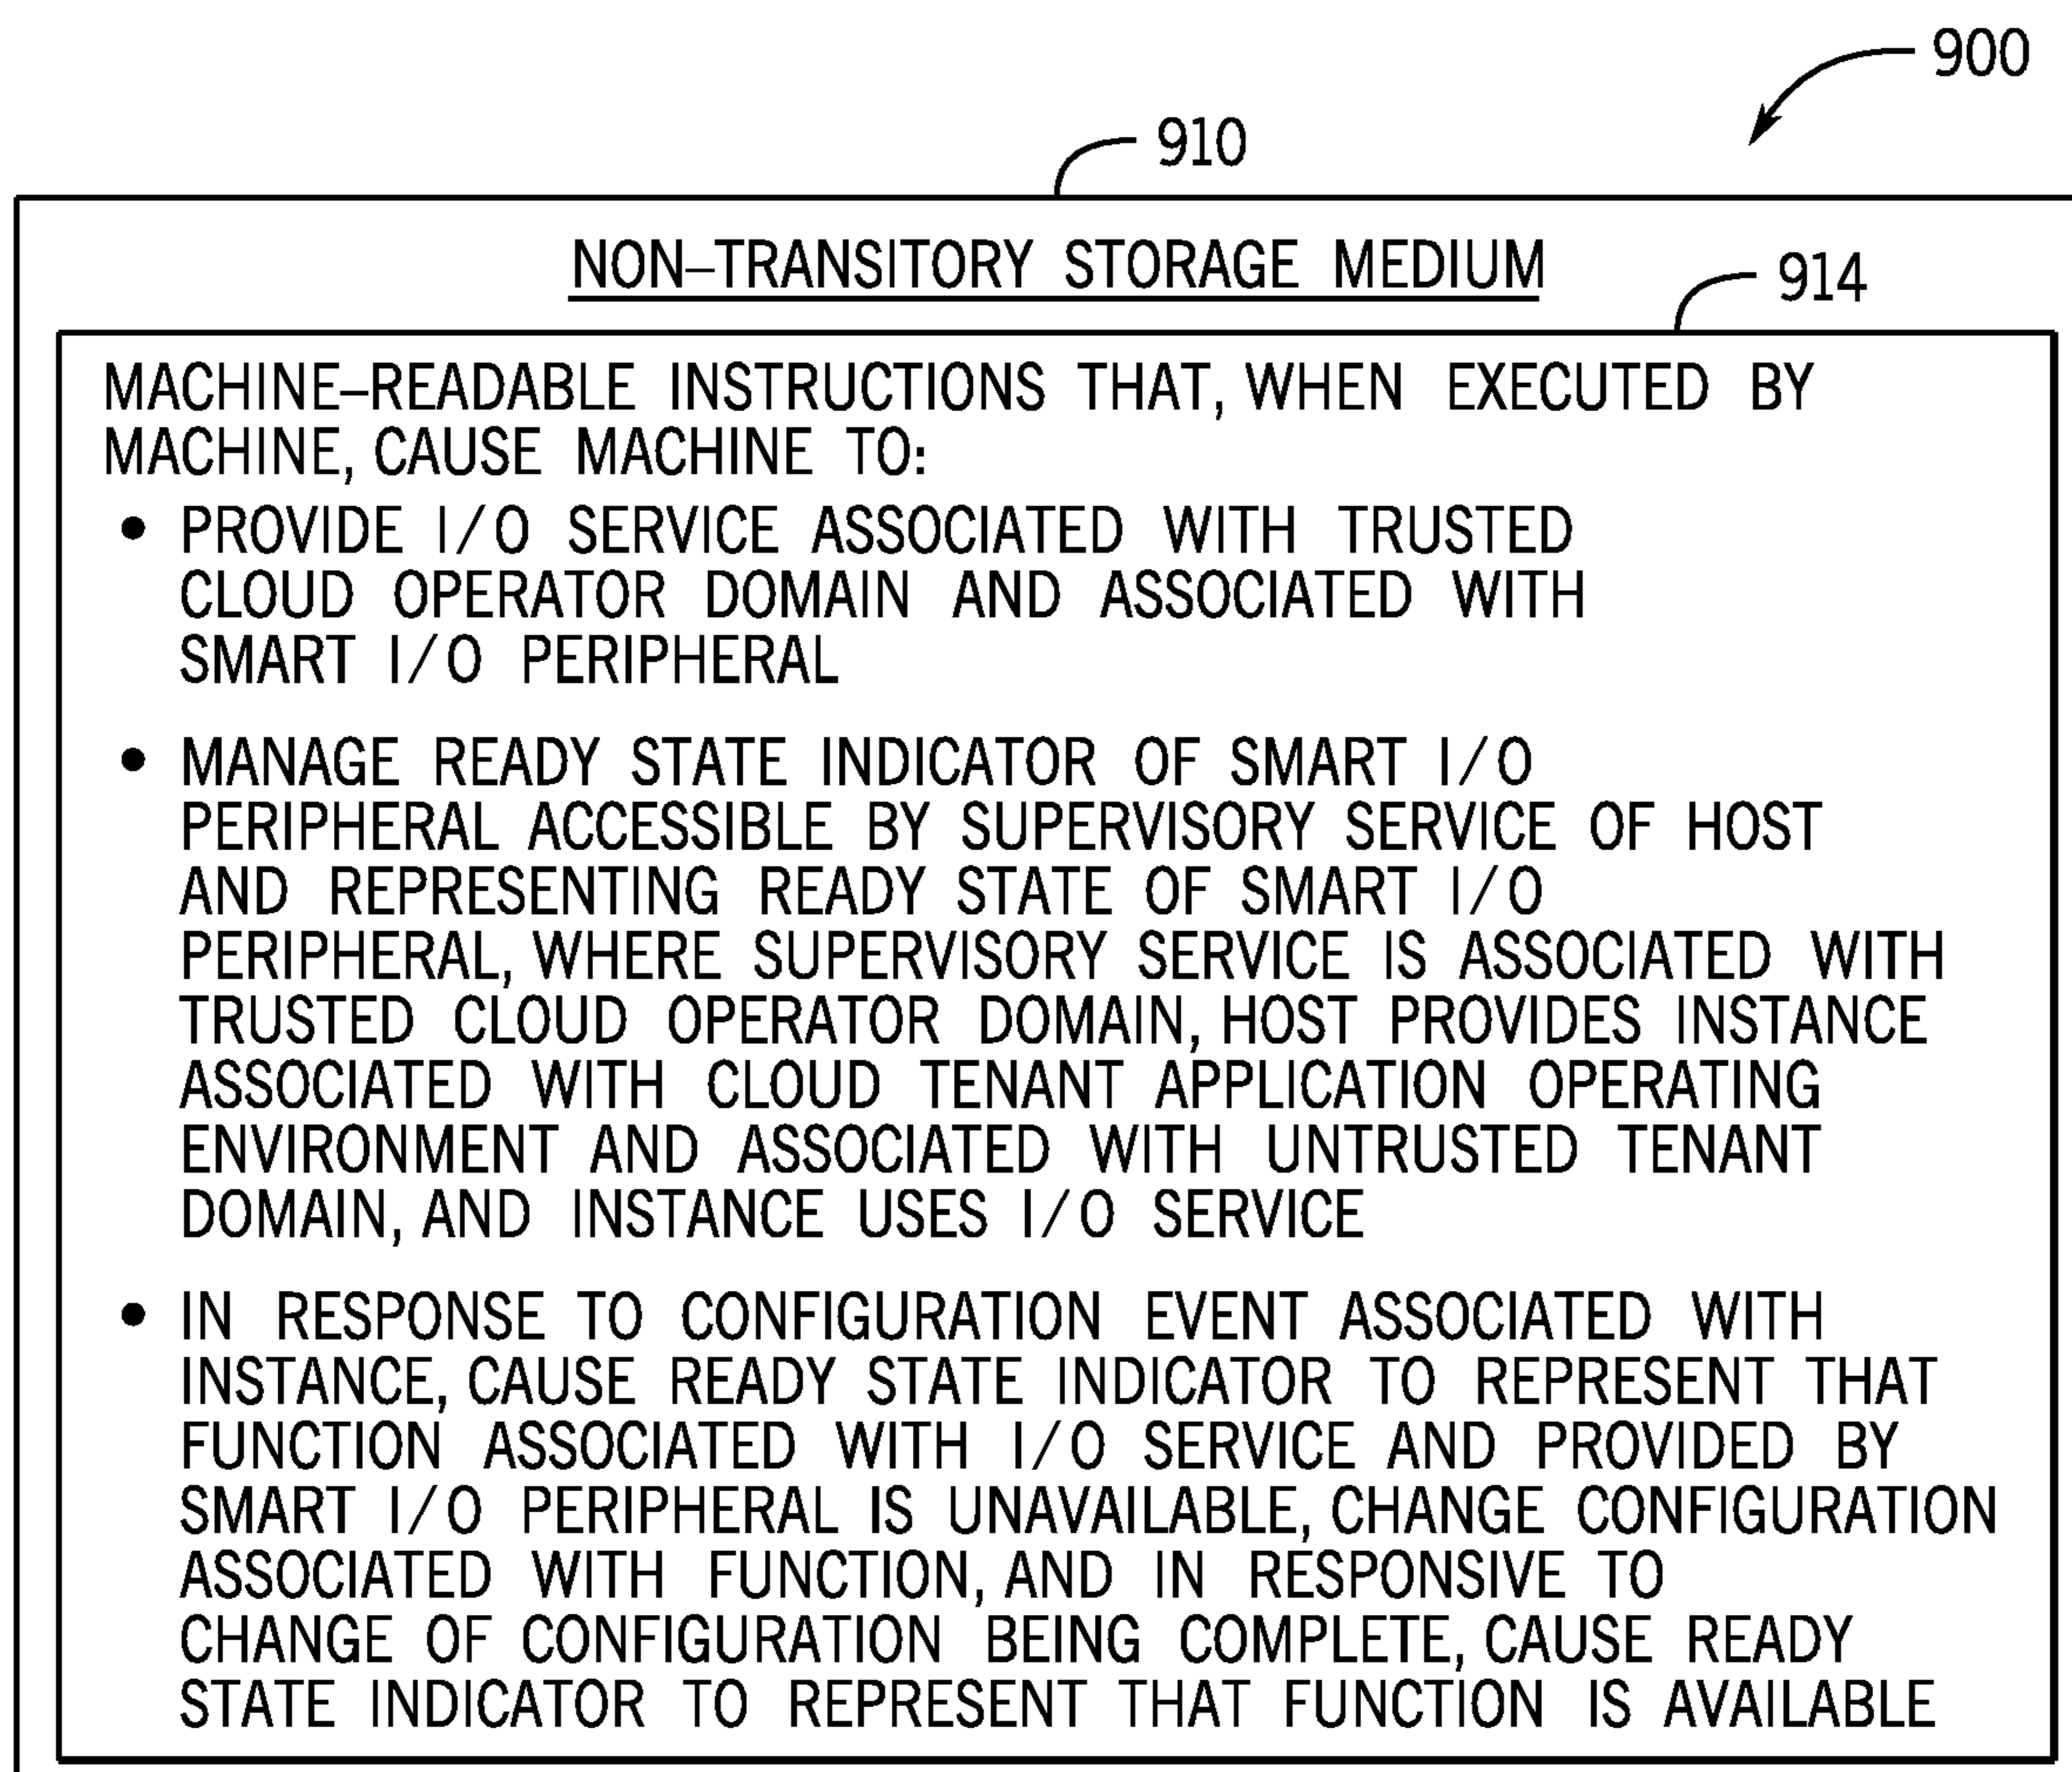 900
910
NON–TRANSITORY STORAGE MEDIUM
914
MACHINE–READABLE INSTRUCTIONS THAT, WHEN EXECUTED BY
MACHINE, CAUSE MACHINE TO:
• PROVIDE I/O SERVICE ASSOCIATED WITH TRUSTED
CLOUD OPERATOR DOMAIN AND ASSOCIATED WITH
SMART I/O PERIPHERAL
• MANAGE READY STATE INDICATOR OF SMART I/O
PERIPHERAL ACCESSIBLE BY SUPERVISORY SERVICE OF HOST
AND REPRESENTING READY STATE OF SMART I/O
PERIPHERAL, WHERE SUPERVISORY SERVICE IS ASSOCIATED WITH
TRUSTED CLOUD OPERATOR DOMAIN, HOST PROVIDES INSTANCE
ASSOCIATED WITH CLOUD TENANT APPLICATION OPERATING
ENVIRONMENT AND ASSOCIATED WITH UNTRUSTED TENANT
DOMAIN, AND INSTANCE USES I/O SERVICE
• IN RESPONSE TO CONFIGURATION EVENT ASSOCIATED WITH
INSTANCE, CAUSE READY STATE INDICATOR TO REPRESENT THAT
FUNCTION ASSOCIATED WITH I/O SERVICE AND PROVIDED BY
SMART I/O PERIPHERAL IS UNAVAILABLE, CHANGE CONFIGURATION
ASSOCIATED WITH FUNCTION, AND IN RESPONSIVE TO
CHANGE OF CONFIGURATION BEING COMPLETE, CAUSE READY
STATE INDICATOR TO REPRESENT THAT FUNCTION IS AVAILABLE